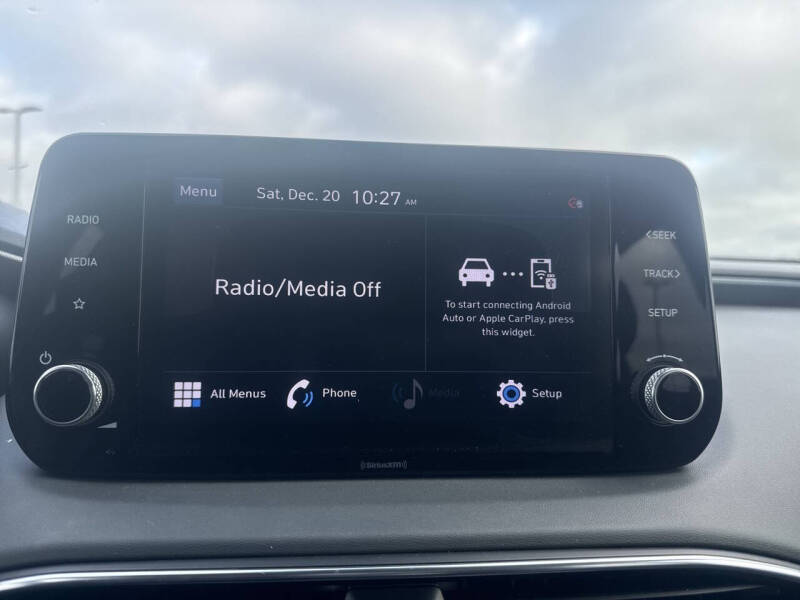 Menu
Sat, Dec. 20 10:27 AM
RADIO
MEDIA
<SEEK
TRACK>
SETUP
Radio/Media Off
To start connecting Android
Auto or Apple CarPlay, press
this widget.
All Menus
Phone
Media
Setup
((SiriusXM))